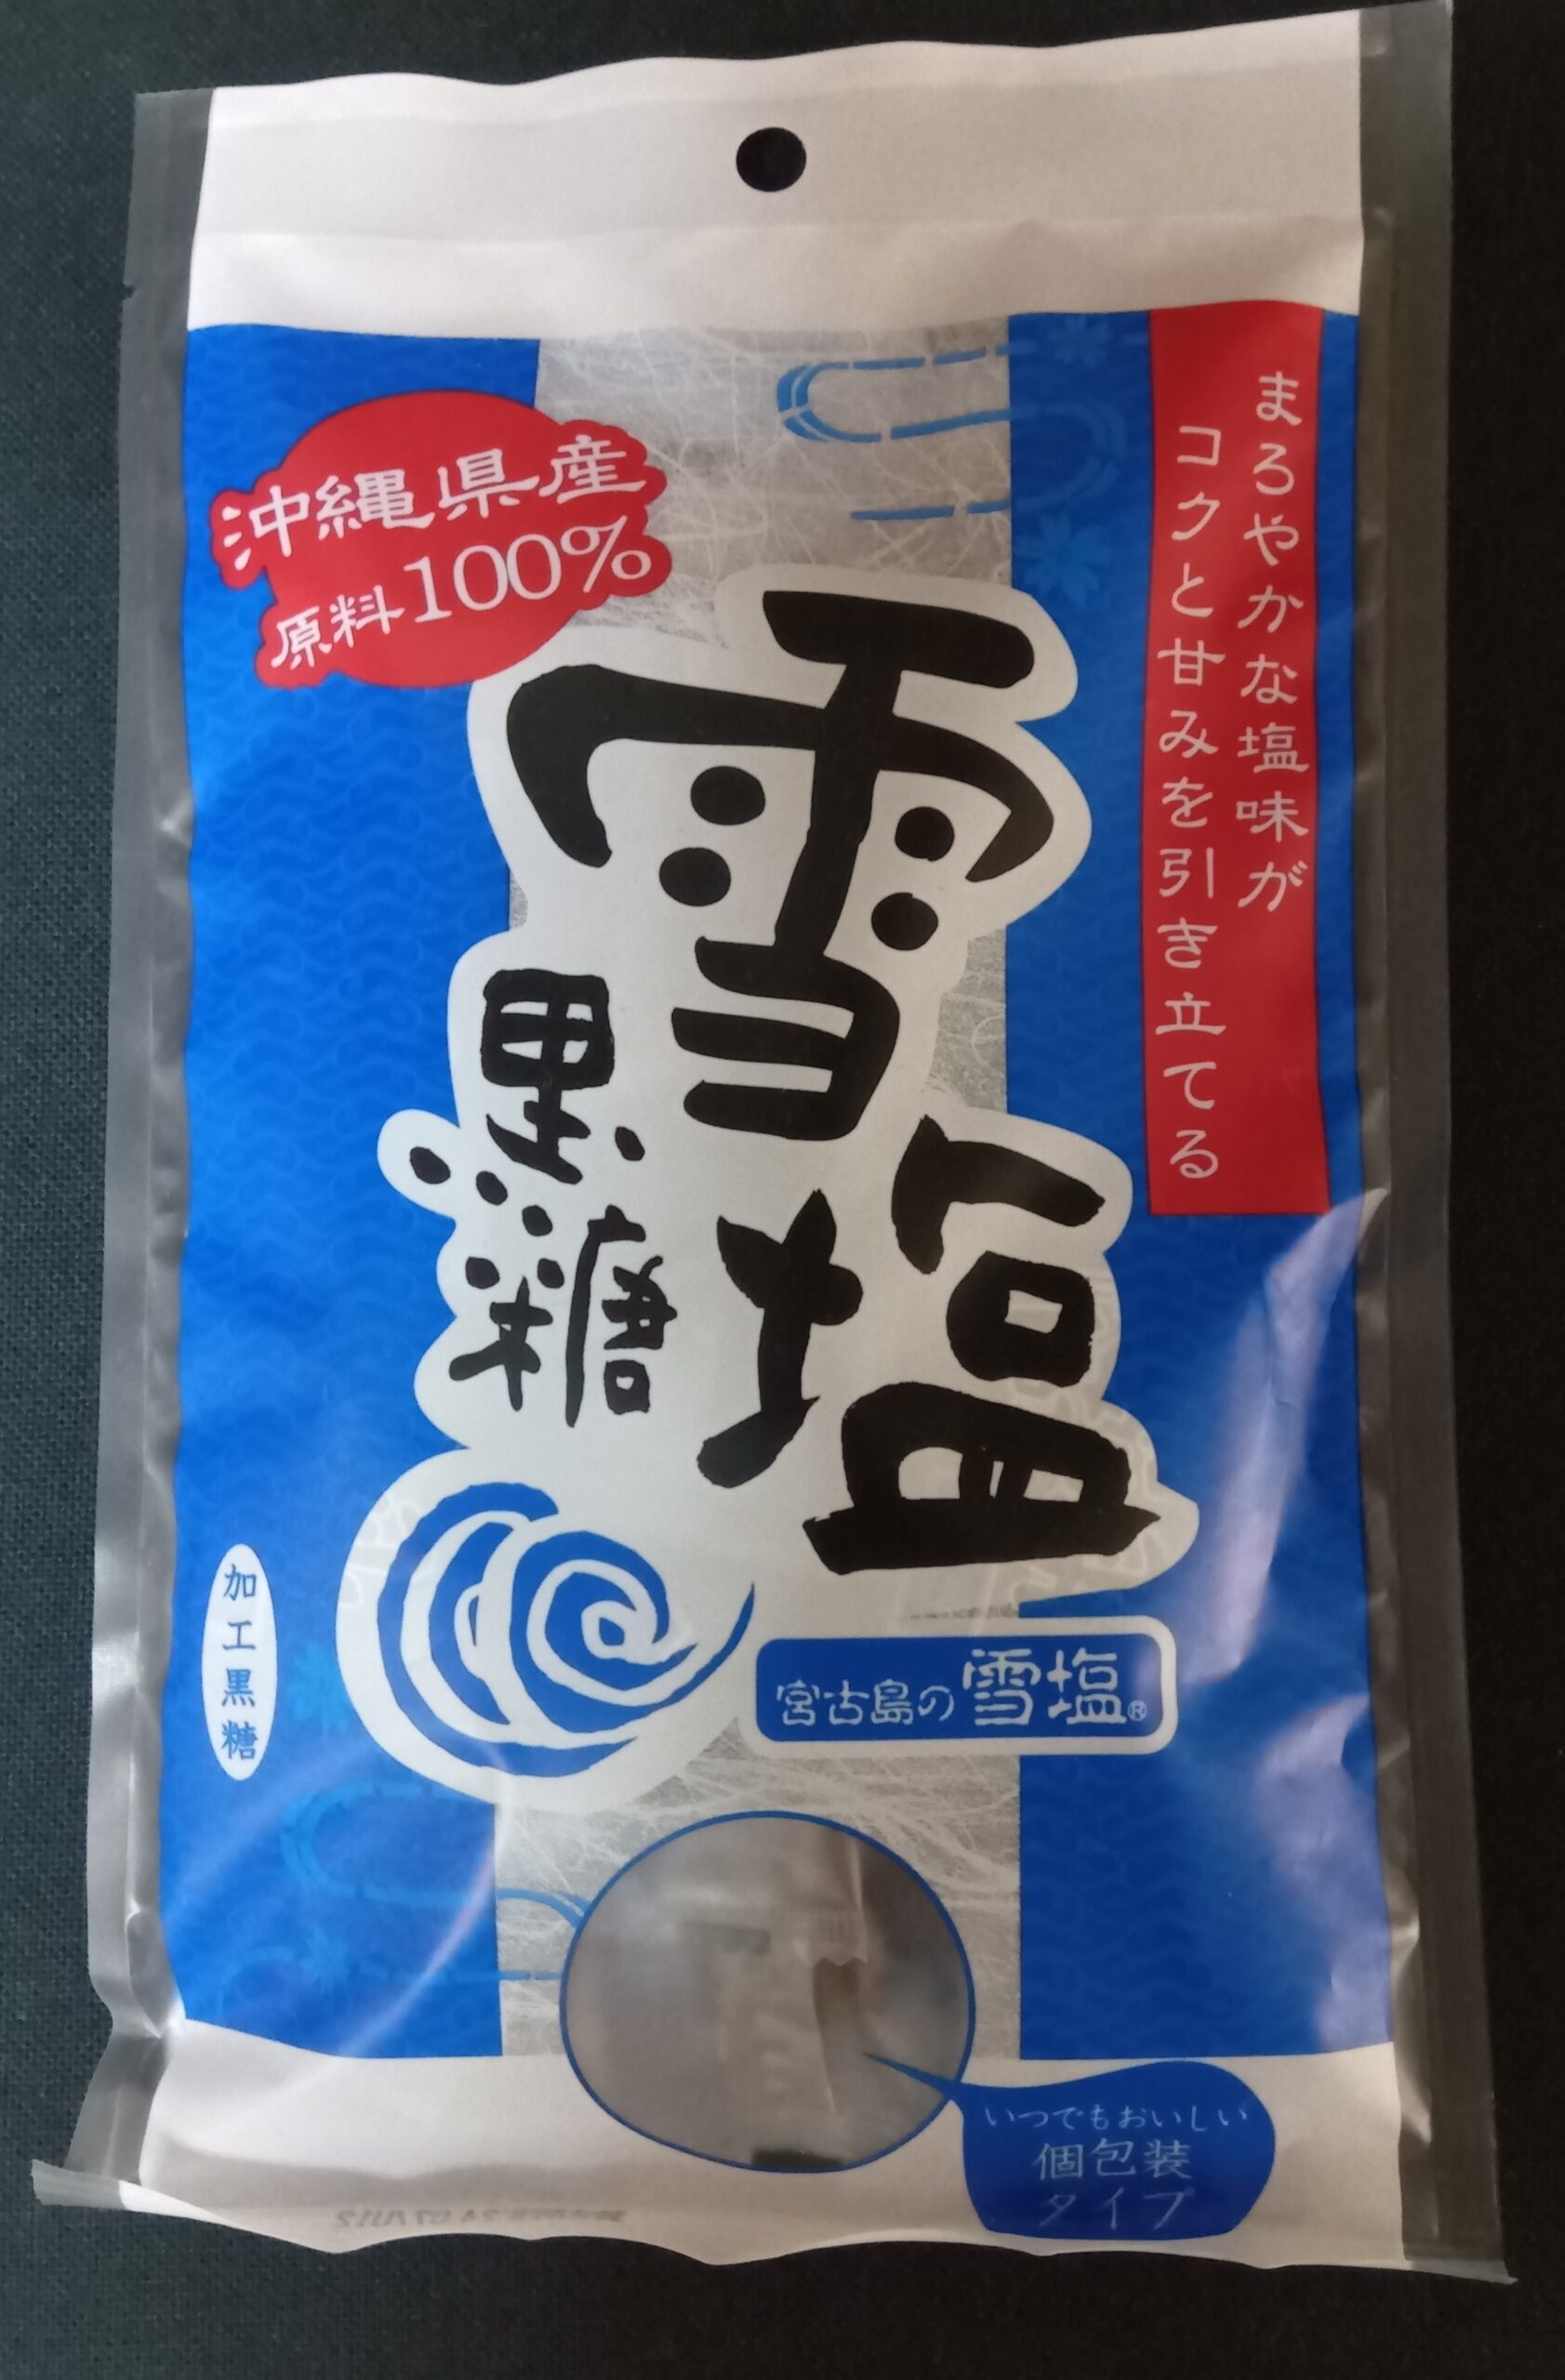 まろやかな塩味が
コクと甘みを引き立てる
沖縄県産
原料100%
雪塩
黒糖
加工黒糖
宮古島の雪塩®
いつでもおいしい
個包装
タイプ